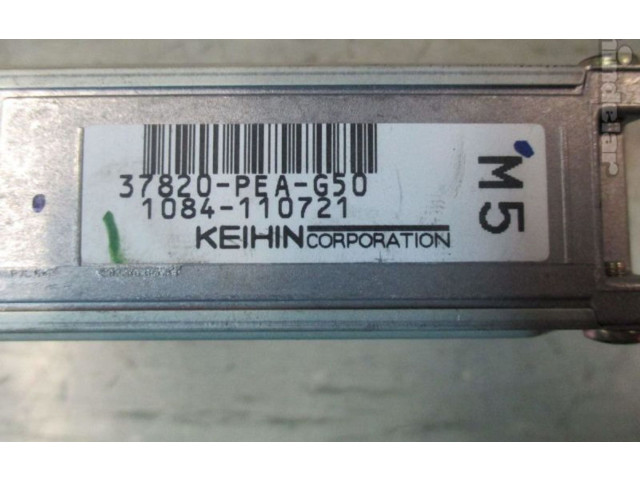 37820-PEA-G50
1084-110721
KEIHIN CORPORATION
M5